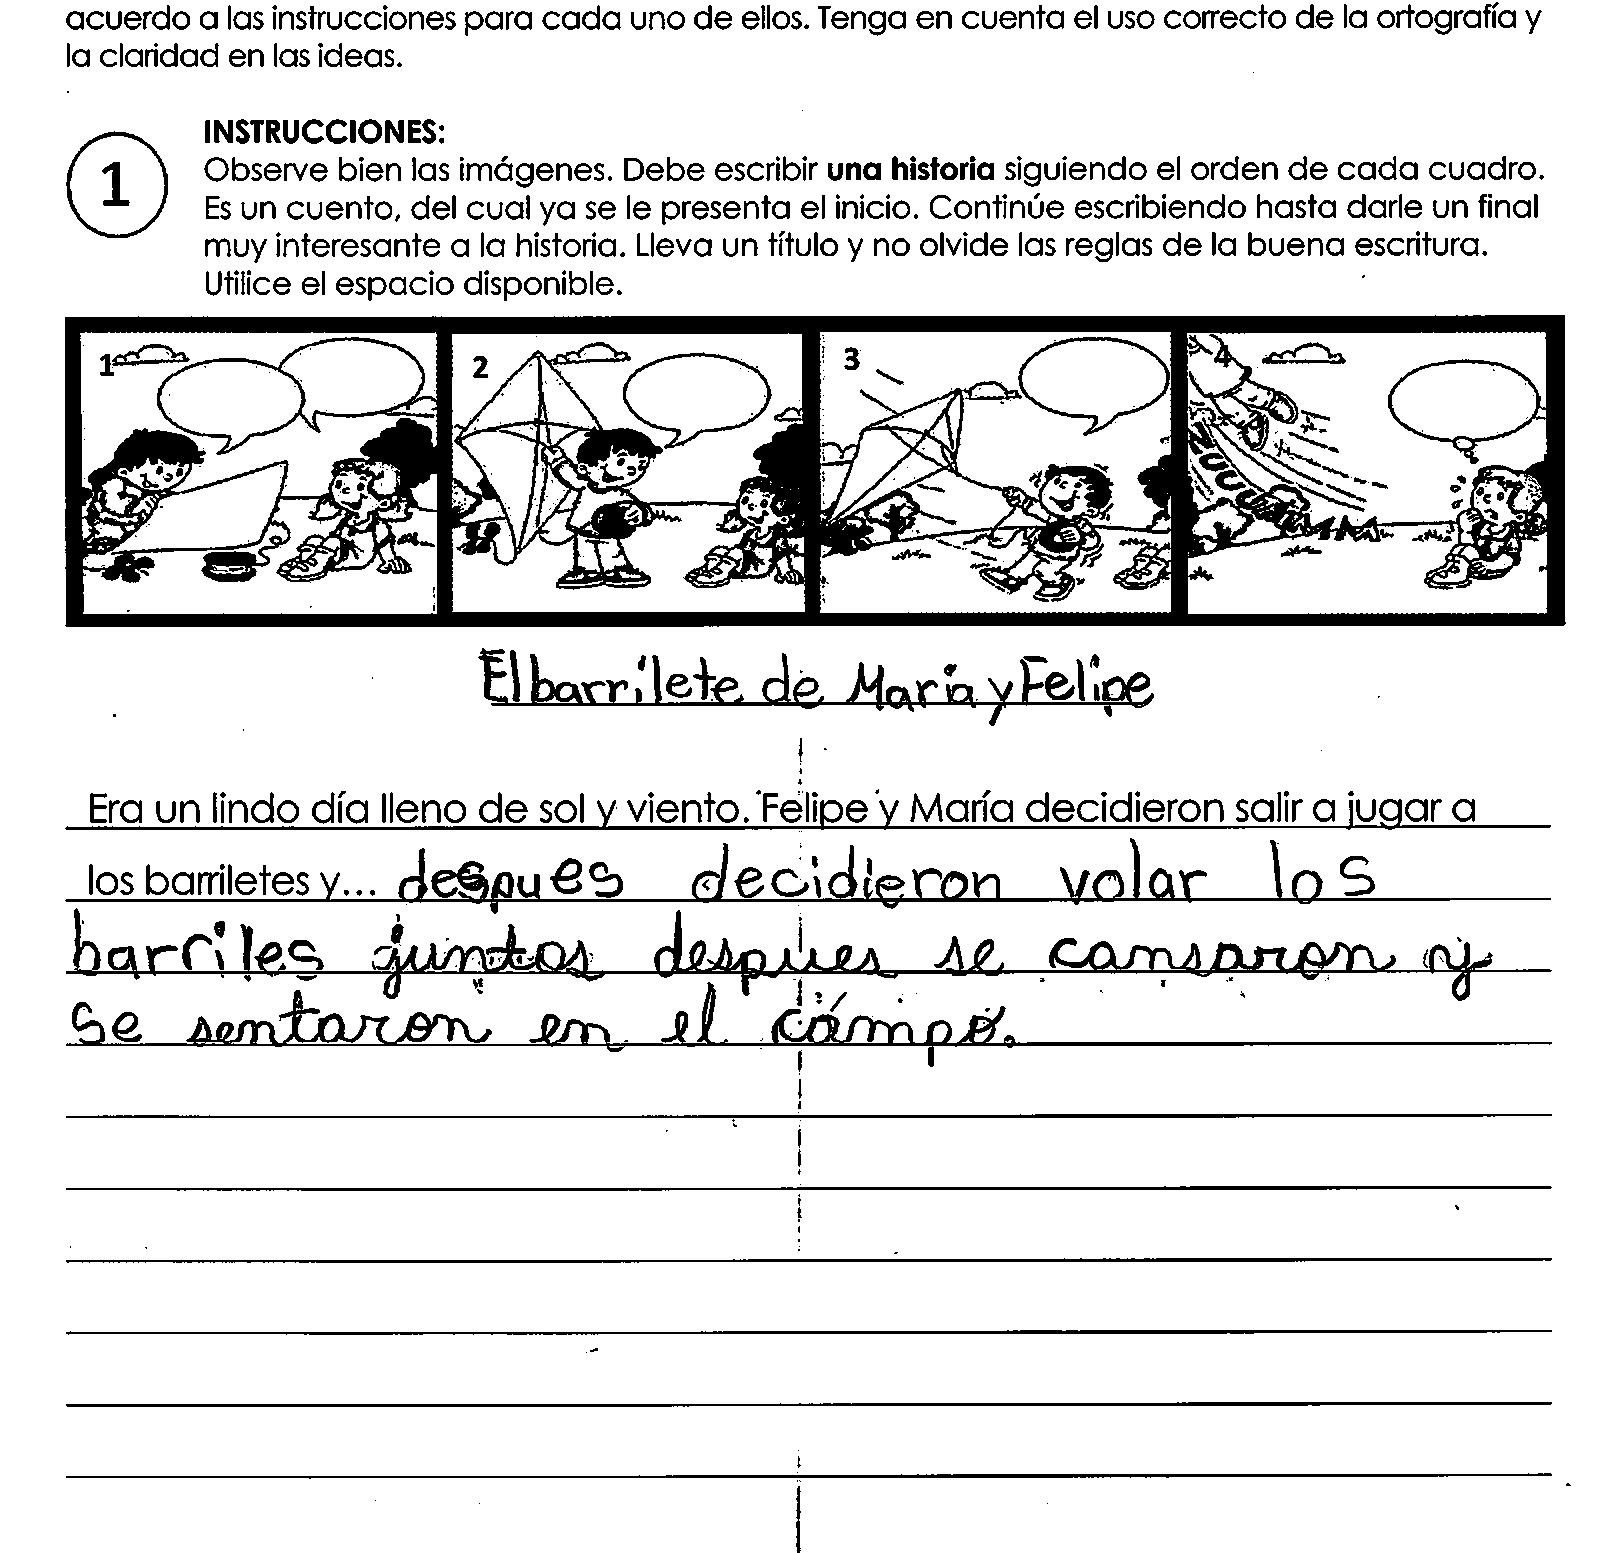 acuerdo a las instrucciones para cada uno de ellos. Tenga en cuenta el uso correcto de la ortografía y
la claridad en las ideas.
1
INSTRUCCIONES:
Observe bien las imágenes. Debe escribir una historia siguiendo el orden de cada cuadro.
Es un cuento, del cual ya se le presenta el inicio. Continúe escribiendo hasta darle un final
muy interesante a la historia. Lleva un título y no olvide las reglas de la buena escritura.
Utilice el espacio disponible.
1 2 3 4
El barrilete de María y Felipe
Era un lindo día lleno de sol y viento. Felipe y María decidieron salir a jugar a
los barriletes y... despues decidieron volar los
barriles juntos despues se cansaron y
se sentaron en el campo.